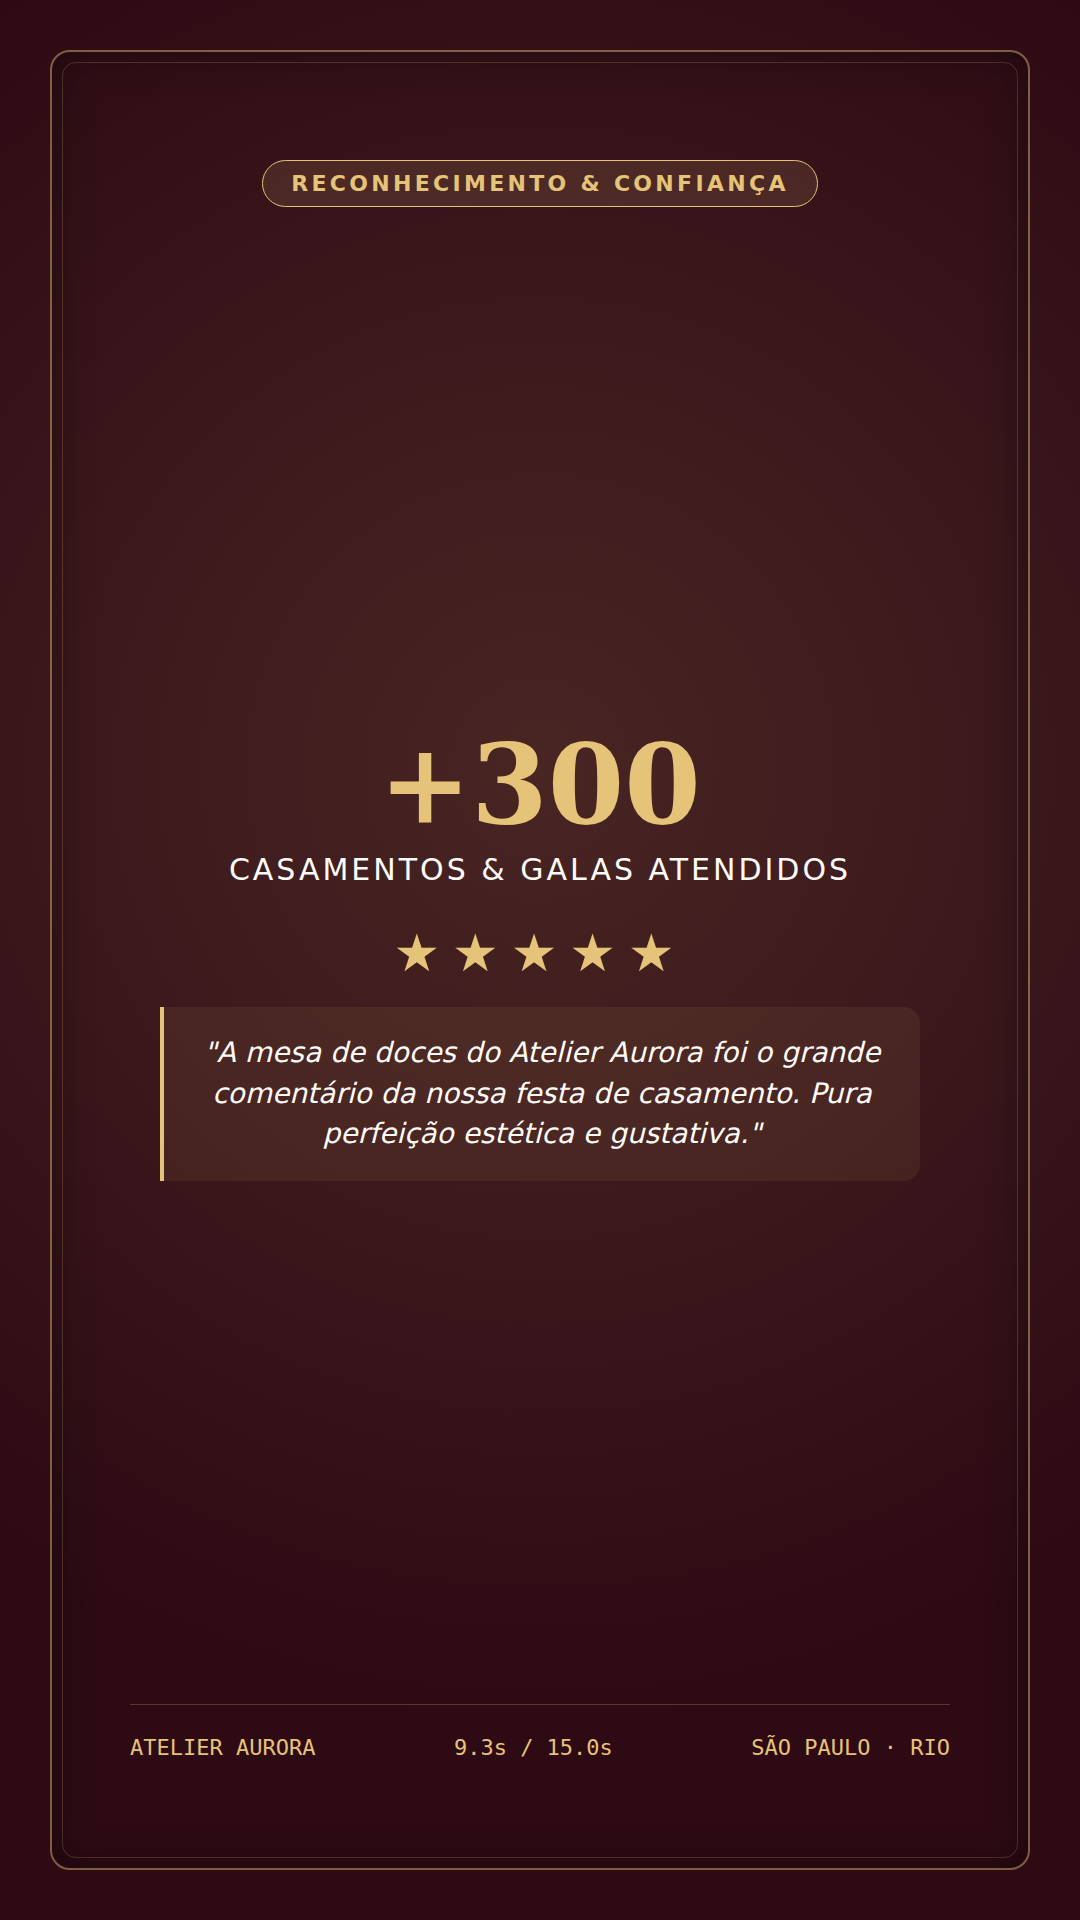 RECONHECIMENTO & CONFIANÇA
+300
CASAMENTOS & GALAS ATENDIDOS
★ ★ ★ ★ ★
"A mesa de doces do Atelier Aurora foi o grande
comentário da nossa festa de casamento. Pura
perfeição estética e gustativa."
ATELIER AURORA 9.3s / 15.0s SÃO PAULO · RIO